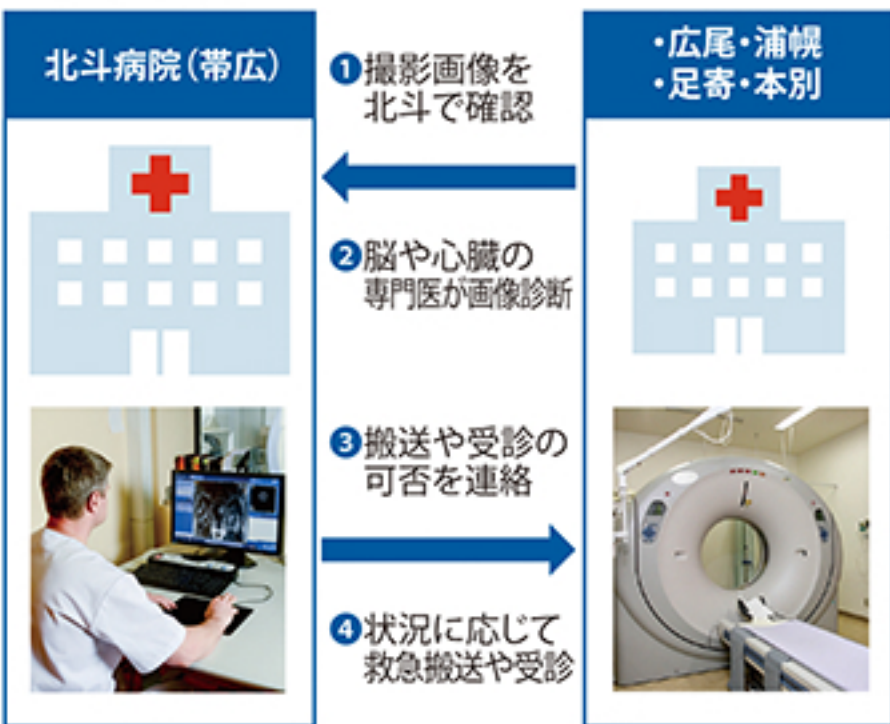 北斗病院(帯広)
❶撮影画像を
北斗で確認
❷脳や心臓の
専門医が画像診断
❸搬送や受診の
可否を連絡
❹状況に応じて
救急搬送や受診
・広尾・浦幌
・足寄・本別